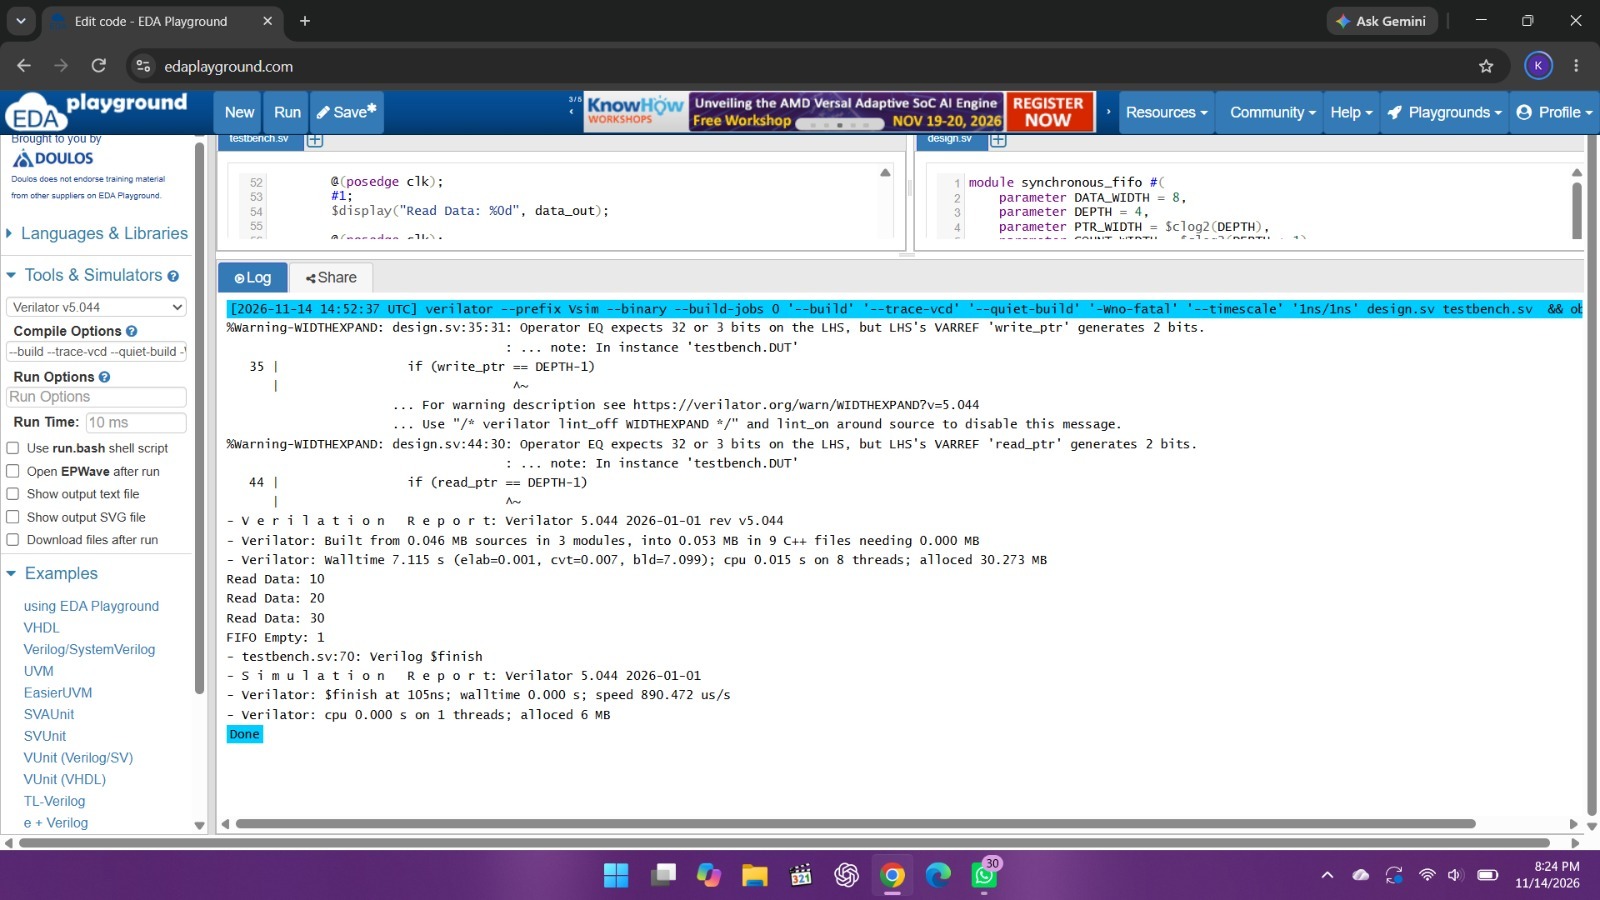 Edit code - EDA Playground
Ask Gemini
edaplayground.com
K
EDA playground
New
Run
Save*
3/5
KnowHow WORKSHOPS
Unveiling the AMD Versal Adaptive SoC AI Engine
Free Workshop
NOV 19-20, 2026
REGISTER NOW
Resources
Community
Help
Playgrounds
Profile
Brought to you by
DOULOS
Doulos does not endorse training material
from other suppliers on EDA Playground.
Languages & Libraries
Tools & Simulators
Verilator v5.044
Compile Options
--build --trace-vcd --quiet-build
Run Options
Run Options
Run Time: 10 ms
Use run.bash shell script
Open EPWave after run
Show output text file
Show output SVG file
Download files after run
Examples
using EDA Playground
VHDL
Verilog/SystemVerilog
UVM
EasierUVM
SVAUnit
SVUnit
VUnit (Verilog/SV)
VUnit (VHDL)
TL-Verilog
e + Verilog
testbench.sv
52 @(posedge clk);
53 #1;
54 $display("Read Data: %0d", data_out);
55
design.sv
1 module synchronous_fifo #(
2 parameter DATA_WIDTH = 8,
3 parameter DEPTH = 4,
4 parameter PTR_WIDTH = $clog2(DEPTH),
Log
Share
[2026-11-14 14:52:37 UTC] verilator --prefix Vsim --binary --build-jobs 0 '--build' '--trace-vcd' '--quiet-build' '-Wno-fatal' '--timescale' '1ns/1ns' design.sv testbench.sv && ob
%Warning-WIDTHEXPAND: design.sv:35:31: Operator EQ expects 32 or 3 bits on the LHS, but LHS's VARREF 'write_ptr' generates 2 bits.
: ... note: In instance 'testbench.DUT'
35 | if (write_ptr == DEPTH-1)
| ^~
... For warning description see https://verilator.org/warn/WIDTHEXPAND?v=5.044
... Use "/* verilator lint_off WIDTHEXPAND */" and lint_on around source to disable this message.
%Warning-WIDTHEXPAND: design.sv:44:30: Operator EQ expects 32 or 3 bits on the LHS, but LHS's VARREF 'read_ptr' generates 2 bits.
: ... note: In instance 'testbench.DUT'
44 | if (read_ptr == DEPTH-1)
| ^~
- V e r i l a t i o n R e p o r t: Verilator 5.044 2026-01-01 rev v5.044
- Verilator: Built from 0.046 MB sources in 3 modules, into 0.053 MB in 9 C++ files needing 0.000 MB
- Verilator: Walltime 7.115 s (elab=0.001, cvt=0.007, bld=7.099); cpu 0.015 s on 8 threads; alloced 30.273 MB
Read Data: 10
Read Data: 20
Read Data: 30
FIFO Empty: 1
- testbench.sv:70: Verilog $finish
- S i m u l a t i o n R e p o r t: Verilator 5.044 2026-01-01
- Verilator: $finish at 105ns; walltime 0.000 s; speed 890.472 us/s
- Verilator: cpu 0.000 s on 1 threads; alloced 6 MB
Done
321
30
8:24 PM
11/14/2026